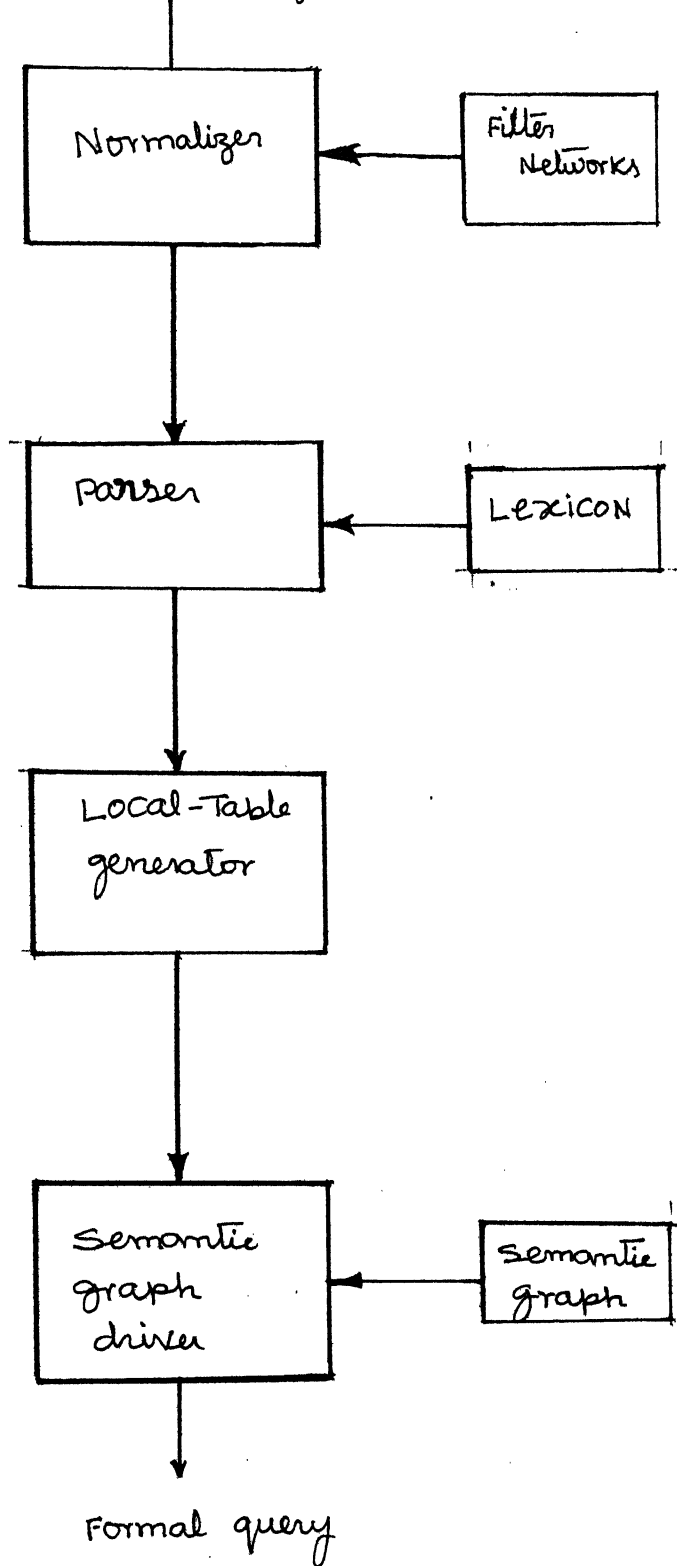 Normalizer
Filter
Networks
Parser
Lexicon
Local-Table
generator
Semantic
graph
driver
Semantic
graph
Formal query